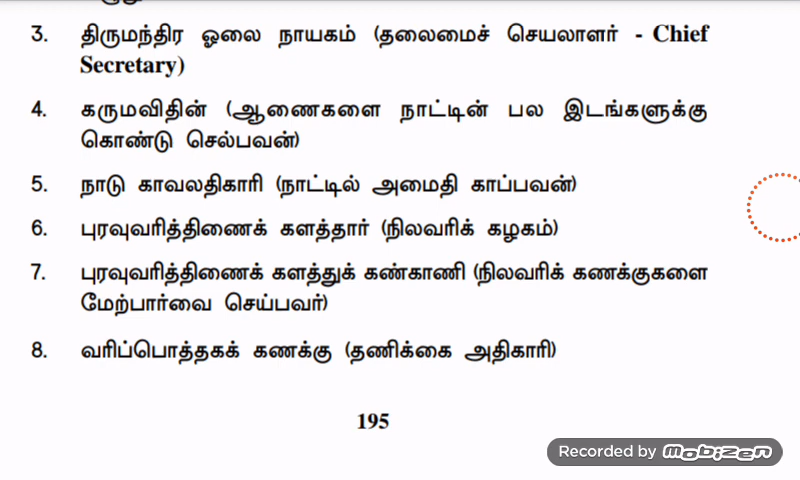 3. திருமந்திர ஓலை நாயகம் (தலைமைச் செயலாளர் - Chief
Secretary)
4. கருமவிதின் (ஆணைகளை நாட்டின் பல இடங்களுக்கு
கொண்டு செல்பவன்)
5. நாடு காவலதிகாரி (நாட்டில் அமைதி காப்பவன்)
6. புரவுவரித்திணைக் களத்தார் (நிலவரிக் கழகம்)
7. புரவுவரித்திணைக் களத்துக் கண்காணி (நிலவரிக் கணக்குகளை
மேற்பார்வை செய்பவர்)
8. வரிப்பொத்தகக் கணக்கு (தணிக்கை அதிகாரி)
195
Recorded by mobizen